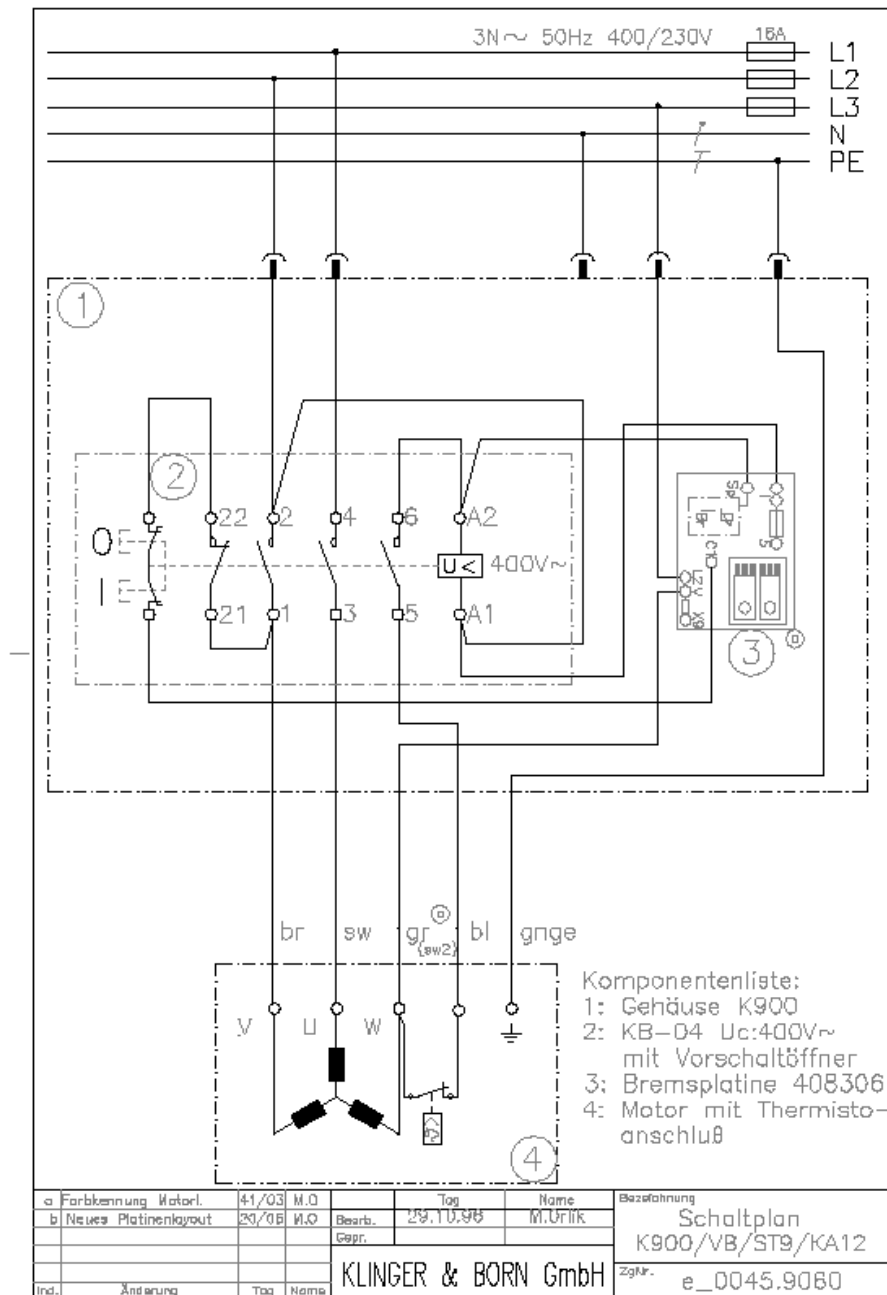 3N~ 50Hz 400/230V
16A
L1
L2
L3
N
PE
1
2
22
2
4
6
A2
0
U< 400V~
I
21
1
3
5
A1
3
br sw gr bl gnge
(sw2)
V U W
4
Komponentenliste:
1: Gehäuse K900
2: KB-04 Uc:400V~
mit Vorschaltöffner
3: Bremsplatine 408306
4: Motor mit Thermisto-
anschluß
a Farbkennung Motorl. 41/03 M.O
b Neues Platinenlayout 20/06 M.O
Tag Name
Bearb. 29.10.96 M.Urlik
Gepr.
Ind. Änderung Tag Name
KLINGER & BORN GmbH
Bezeichnung
Schaltplan
K900/VB/ST9/KA12
ZgNr. e_0045.9060